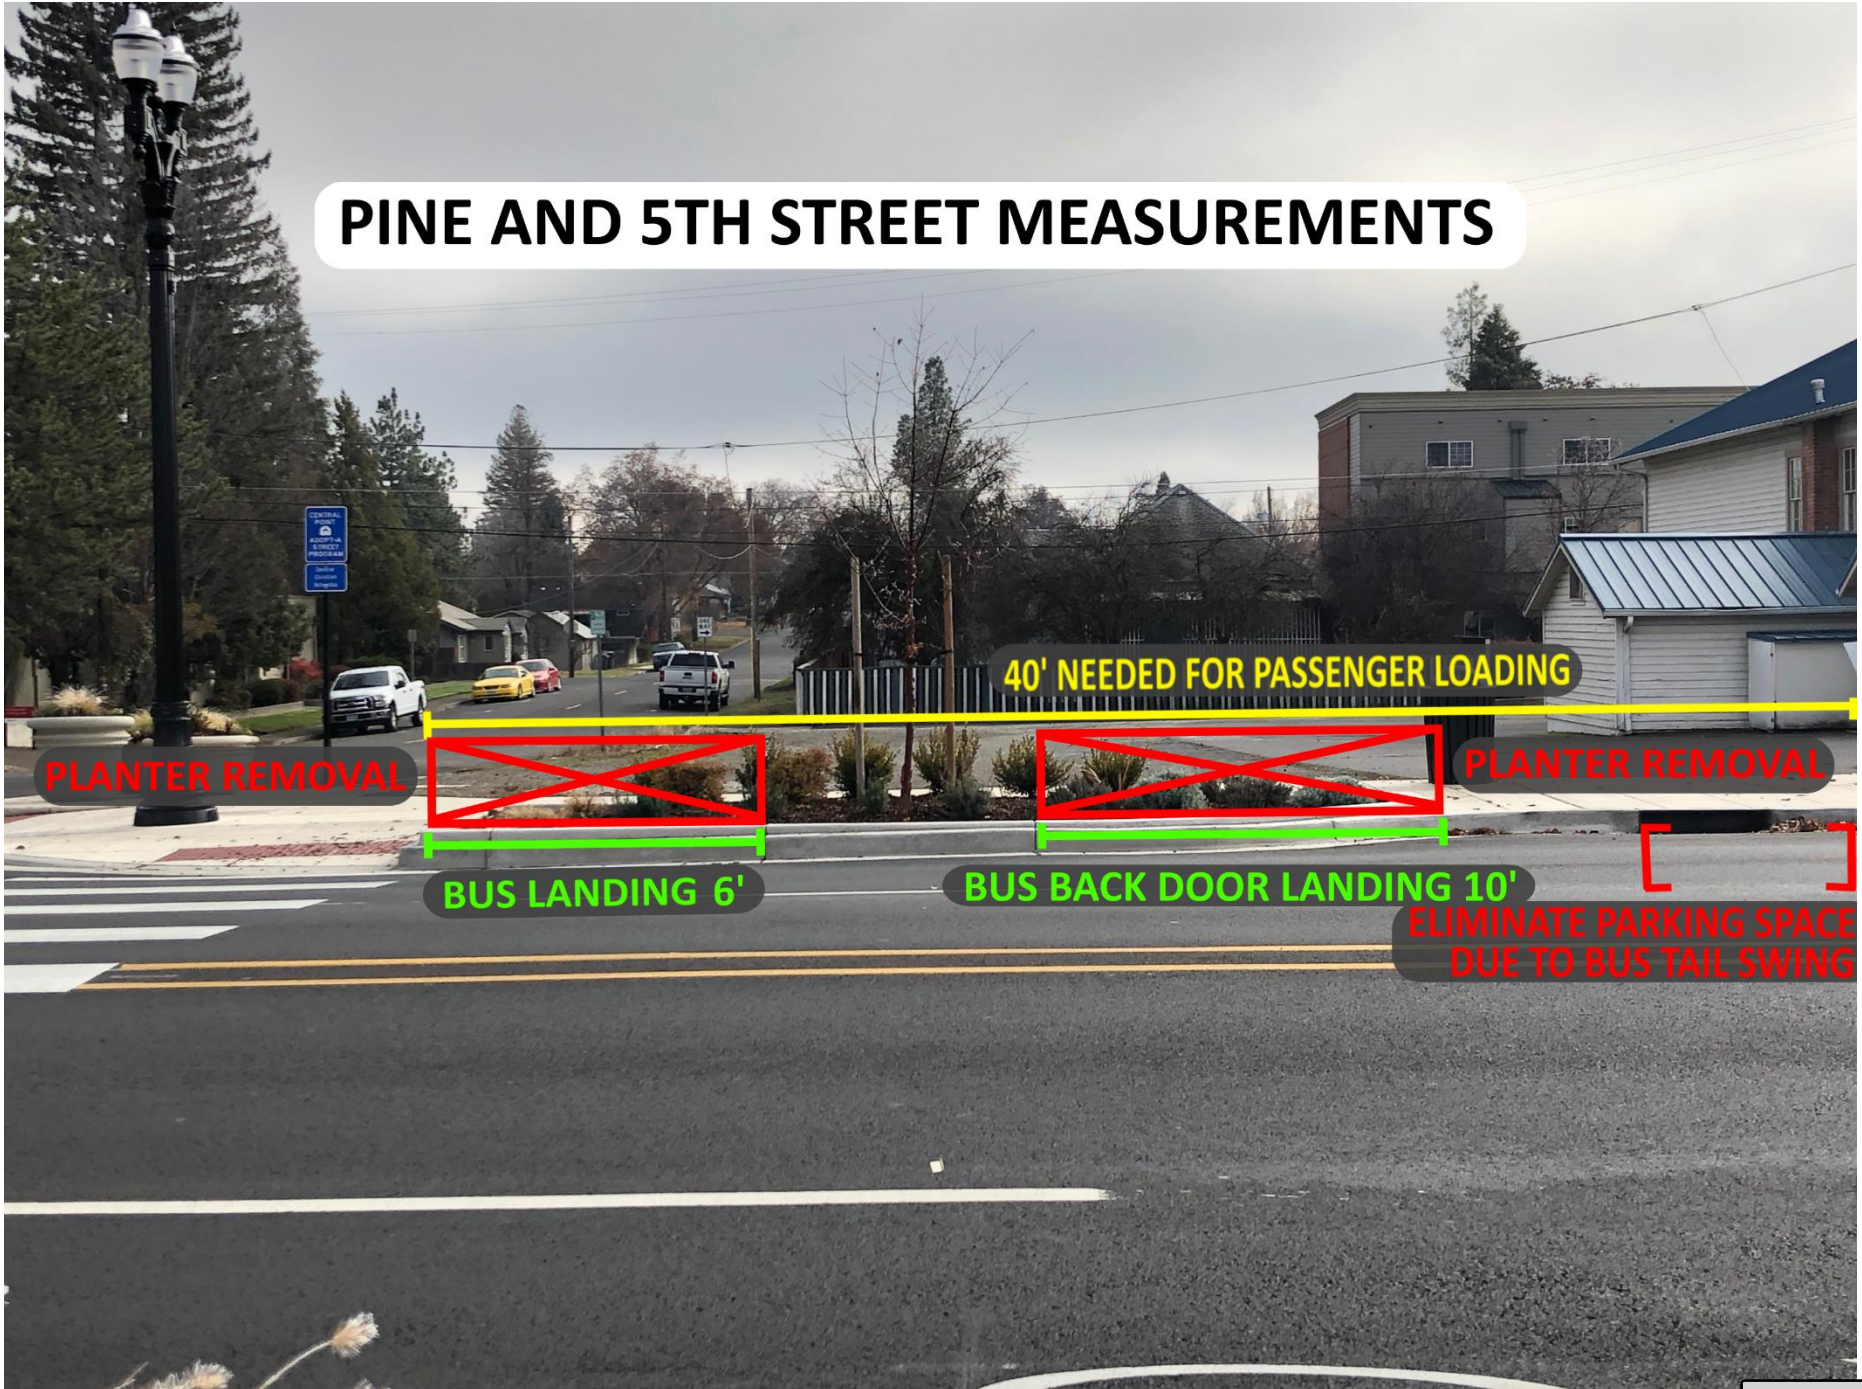 PINE AND 5TH STREET MEASUREMENTS
CENTRAL
POINT
ADOPT-A
STREET
PROGRAM
40' NEEDED FOR PASSENGER LOADING
PLANTER REMOVAL
PLANTER REMOVAL
BUS LANDING 6'
BUS BACK DOOR LANDING 10'
ELIMINATE PARKING SPACE
DUE TO BUS TAIL SWING